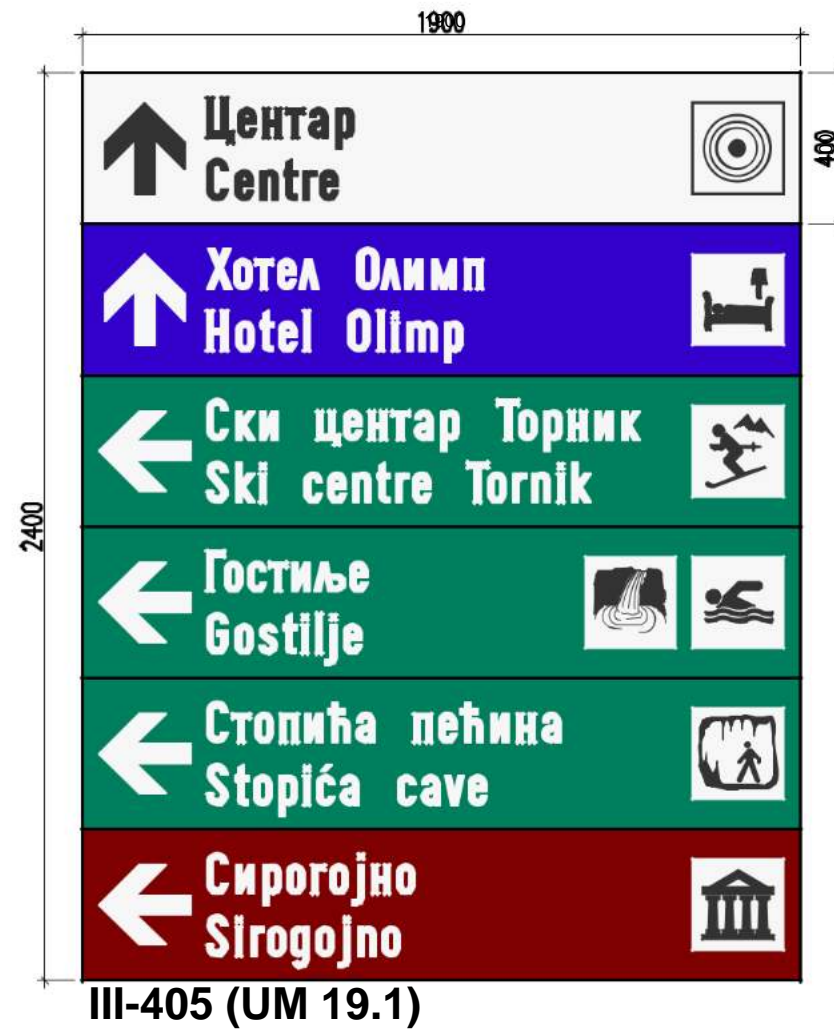 1900
400
2400
Центар
Centre
Хотел Олимп
Hotel Olimp
Ски центар Торник
Ski centre Tornik
Гостиље
Gostilje
Стопића пећина
Stopića cave
Сирогојно
Sirogojno
III-405 (UM 19.1)